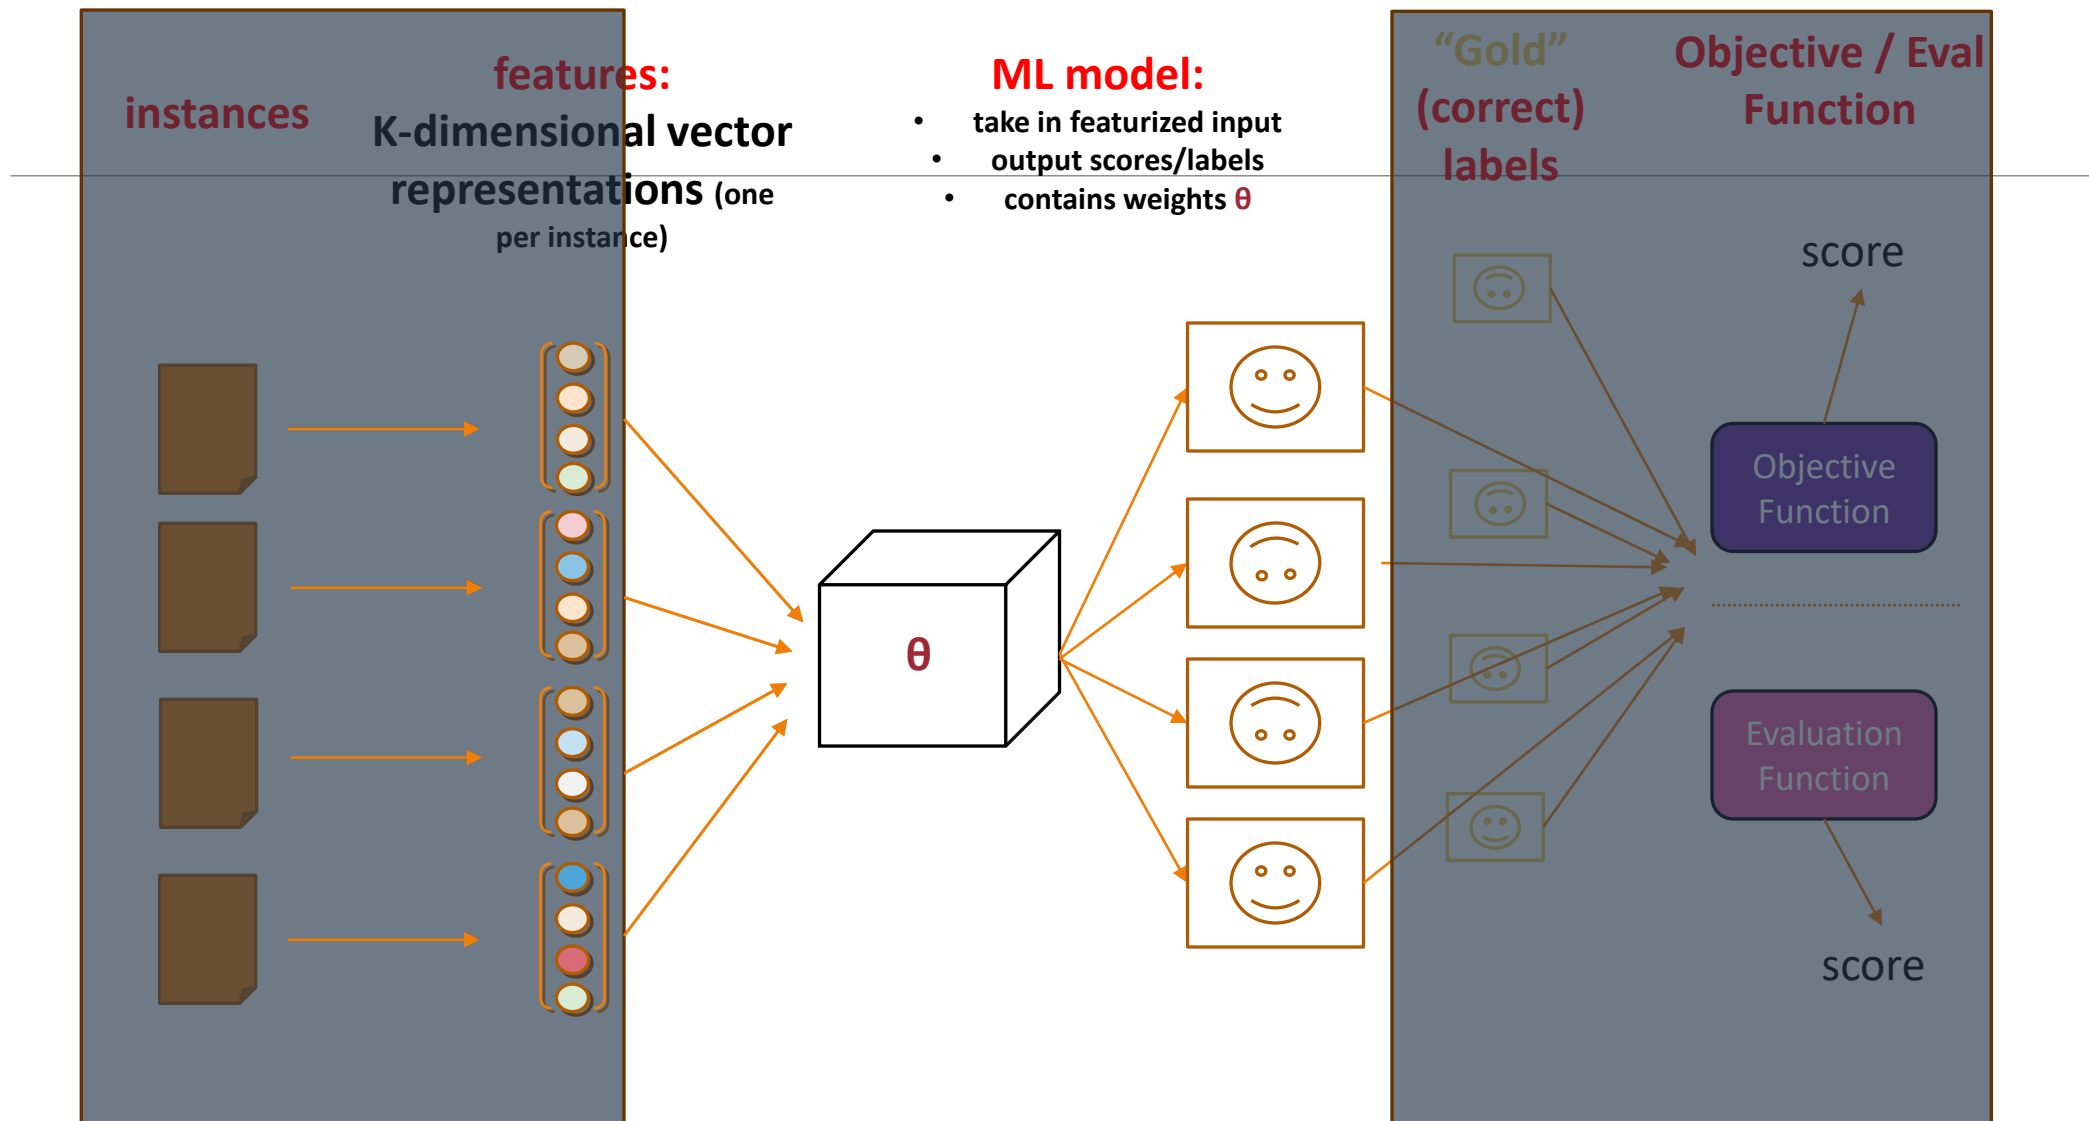 instances
features:
K-dimensional vector
representations (one
per instance)
ML model:
• take in featurized input
• output scores/labels
• contains weights θ
“Gold”
(correct)
labels
Objective / Eval
Function
score
θ
Objective
Function
Evaluation
Function
score